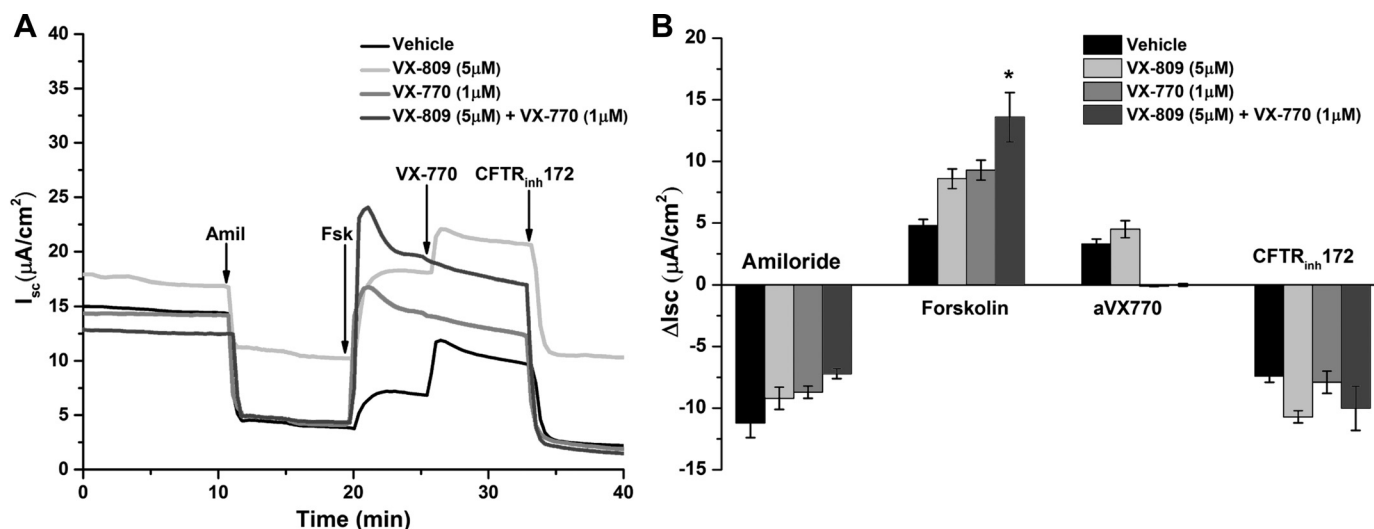 A
40
35
30
25
20
15
10
5
0
I_sc (μA/cm²)
Vehicle
VX-809 (5μM)
VX-770 (1μM)
VX-809 (5μM) + VX-770 (1μM)
VX-770
CFTR_inh172
Amil
Fsk
0
10
20
30
40
Time (min)
B
20
15
10
5
0
-5
-10
-15
ΔIsc (μA/cm²)
Vehicle
VX-809 (5μM)
VX-770 (1μM)
VX-809 (5μM) + VX-770 (1μM)
*
Amiloride
Forskolin
aVX770
CFTR_inh172